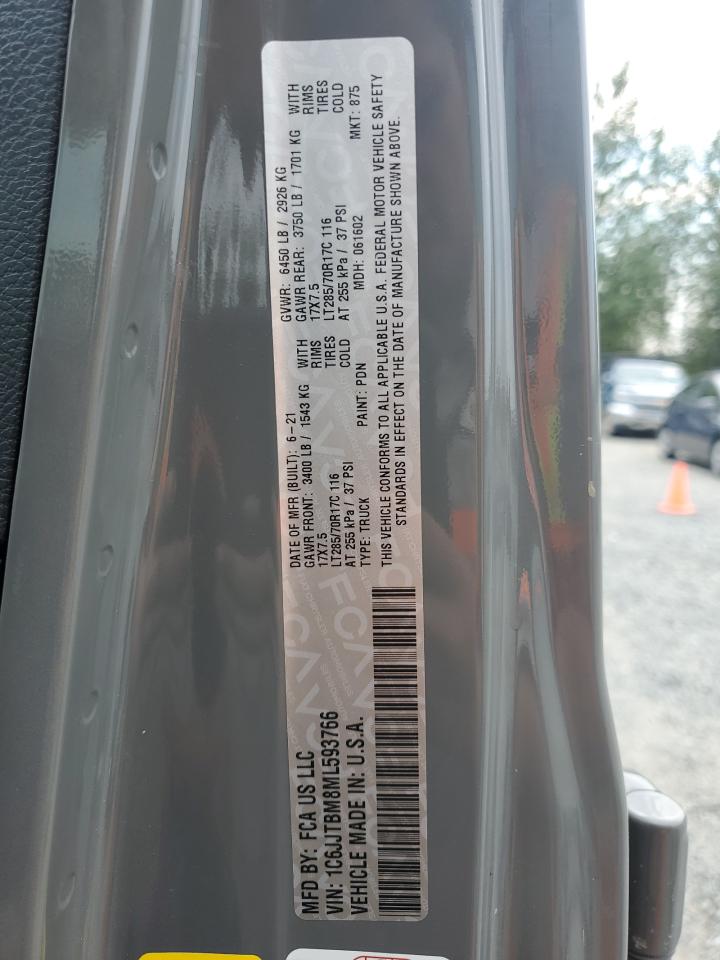 MFD BY: FCA US LLC
VIN: 1C6JJTBM8ML593766
VEHICLE MADE IN: U.S.A.
DATE OF MFR (BUILT): 6-21 GVWR: 6450 LB / 2926 KG
GAWR FRONT: 3400 LB / 1543 KG WITH GAWR REAR: 3750 LB / 1701 KG WITH
17X7.5 RIMS 17X7.5 RIMS
LT285/70R17C 116 TIRES LT285/70R17C 116 TIRES
AT 255 kPa / 37 PSI COLD AT 255 kPa / 37 PSI COLD
TYPE: TRUCK PAINT: PDN MDH: 061602 MKT: 875
THIS VEHICLE CONFORMS TO ALL APPLICABLE U.S.A. FEDERAL MOTOR VEHICLE SAFETY
STANDARDS IN EFFECT ON THE DATE OF MANUFACTURE SHOWN ABOVE.